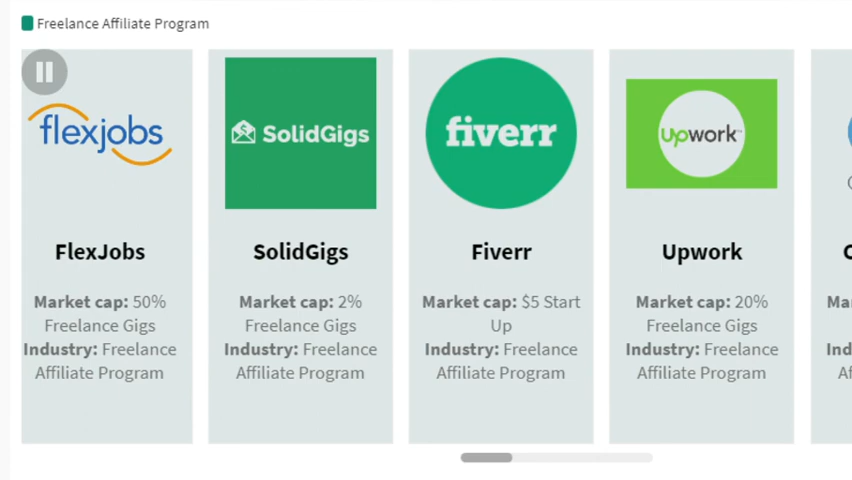 Freelance Affiliate Program
flexjobs
SolidGigs
fiverr
upwork™
FlexJobs
SolidGigs
Fiverr
Upwork
Market cap: 50%
Freelance Gigs
Industry: Freelance
Affiliate Program
Market cap: 2%
Freelance Gigs
Industry: Freelance
Affiliate Program
Market cap: $5 Start
Up
Industry: Freelance
Affiliate Program
Market cap: 20%
Freelance Gigs
Industry: Freelance
Affiliate Program